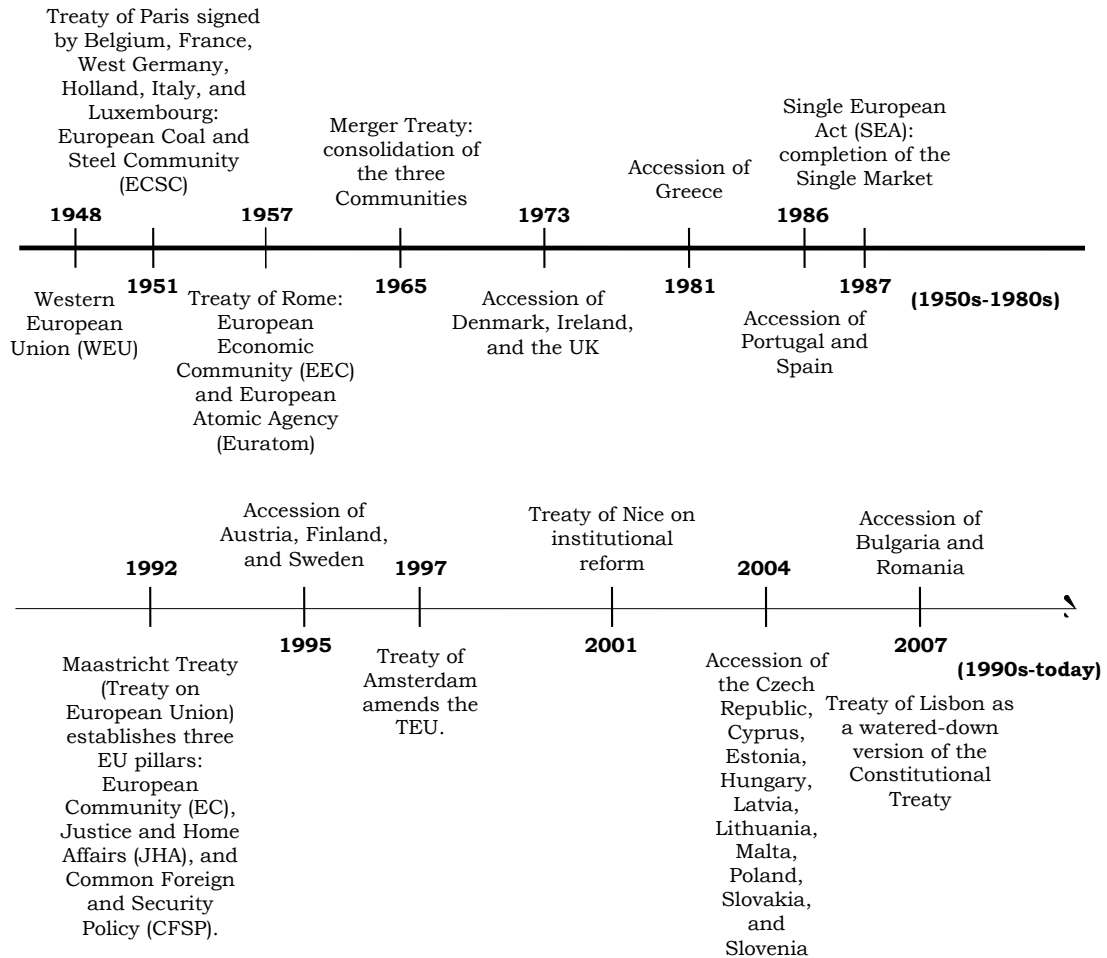 Treaty of Paris signed
by Belgium, France,
West Germany,
Holland, Italy, and
Luxembourg:
European Coal and
Steel Community
(ECSC)
Merger Treaty:
consolidation of
the three
Communities
Accession of
Greece
Single European
Act (SEA):
completion of the
Single Market
1948
1957
1973
1986
1951
1965
1981
1987
(1950s-1980s)
Western
European
Union (WEU)
Treaty of Rome:
European
Economic
Community (EEC)
and European
Atomic Agency
(Euratom)
Accession of
Denmark, Ireland,
and the UK
Accession of
Portugal and
Spain
Accession of
Austria, Finland,
and Sweden
Treaty of Nice on
institutional
reform
Accession of
Bulgaria and
Romania
1992
1997
2004
1995
2001
2007
(1990s-today)
Maastricht Treaty
(Treaty on
European Union)
establishes three
EU pillars:
European
Community (EC),
Justice and Home
Affairs (JHA), and
Common Foreign
and Security
Policy (CFSP).
Treaty of
Amsterdam
amends the
TEU.
Accession of
the Czech
Republic,
Cyprus,
Estonia,
Hungary,
Latvia,
Lithuania,
Malta,
Poland,
Slovakia,
and
Slovenia
Treaty of Lisbon as
a watered-down
version of the
Constitutional
Treaty